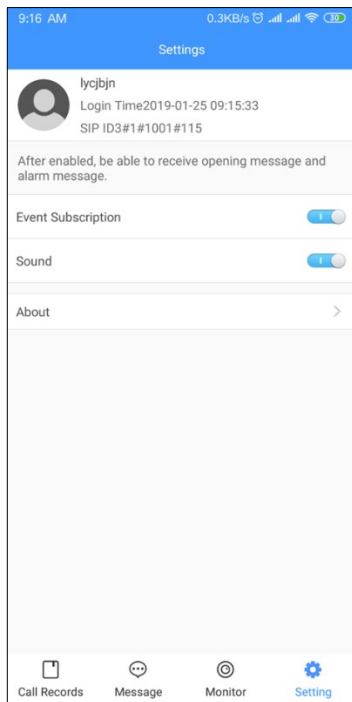 9:16 AM 0.3KB/s 30
Settings
lycjbjn
Login Time2019-01-25 09:15:33
SIP ID3#1#1001#115
After enabled, be able to receive opening message and
alarm message.
Event Subscription
Sound
About
Call Records Message Monitor Setting